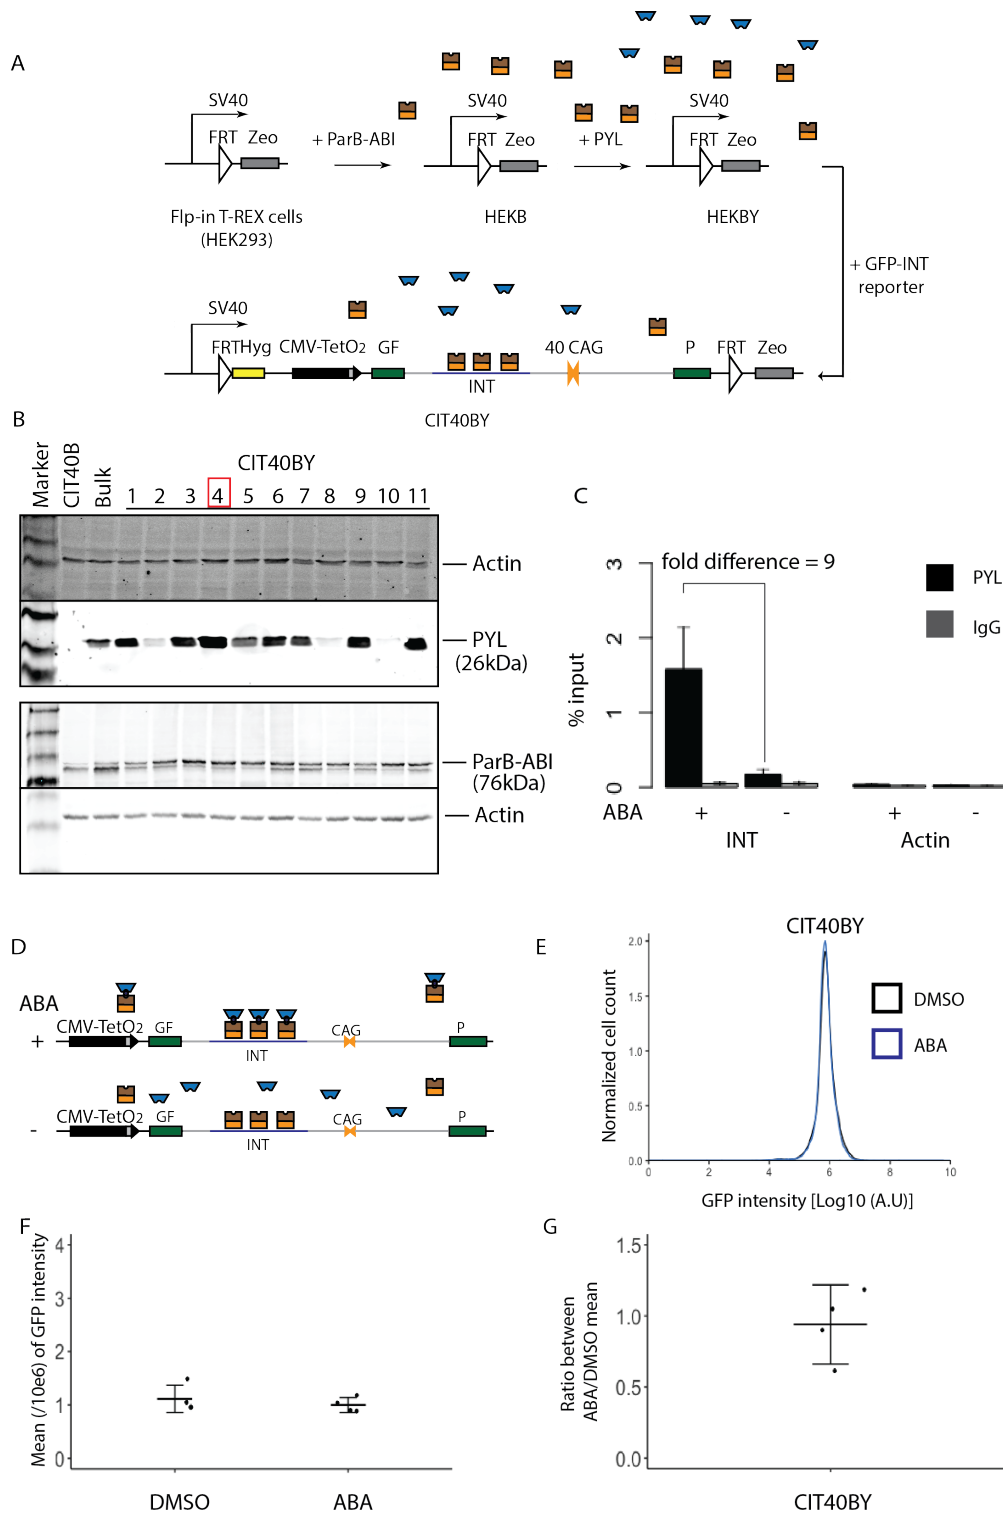 A
SV40
FRT Zeo
+ ParB-ABI
SV40
FRT Zeo
+ PYL
SV40
FRT Zeo
Flp-in T-REX cells
(HEK293)
HEKB
HEKBY
+ GFP-INT
reporter
SV40
FRT Hyg
CMV-TetO2
GF
INT
40 CAG
P
FRT
Zeo
CIT40BY
B
Marker
CIT40B
Bulk
CIT40BY
1 2 3 4 5 6 7 8 9 10 11
Actin
PYL
(26kDa)
ParB-ABI
(76kDa)
Actin
C
fold difference = 9
PYL
IgG
% input
3
2
1
0
ABA
+ - + -
INT
Actin
D
ABA
CMV-TetO2
GF
INT
CAG
P
+
CMV-TetO2
GF
INT
CAG
P
-
E
CIT40BY
Normalized cell count
2.0
1.5
1.0
0.5
0.0
0 2 4 6 8 10
GFP intensity [Log10 (A.U)]
DMSO
ABA
F
Mean (/10e6) of GFP intensity
4
3
2
1
0
DMSO
ABA
G
Ratio between
ABA/DMSO mean
1.5
1.0
0.5
0.0
CIT40BY